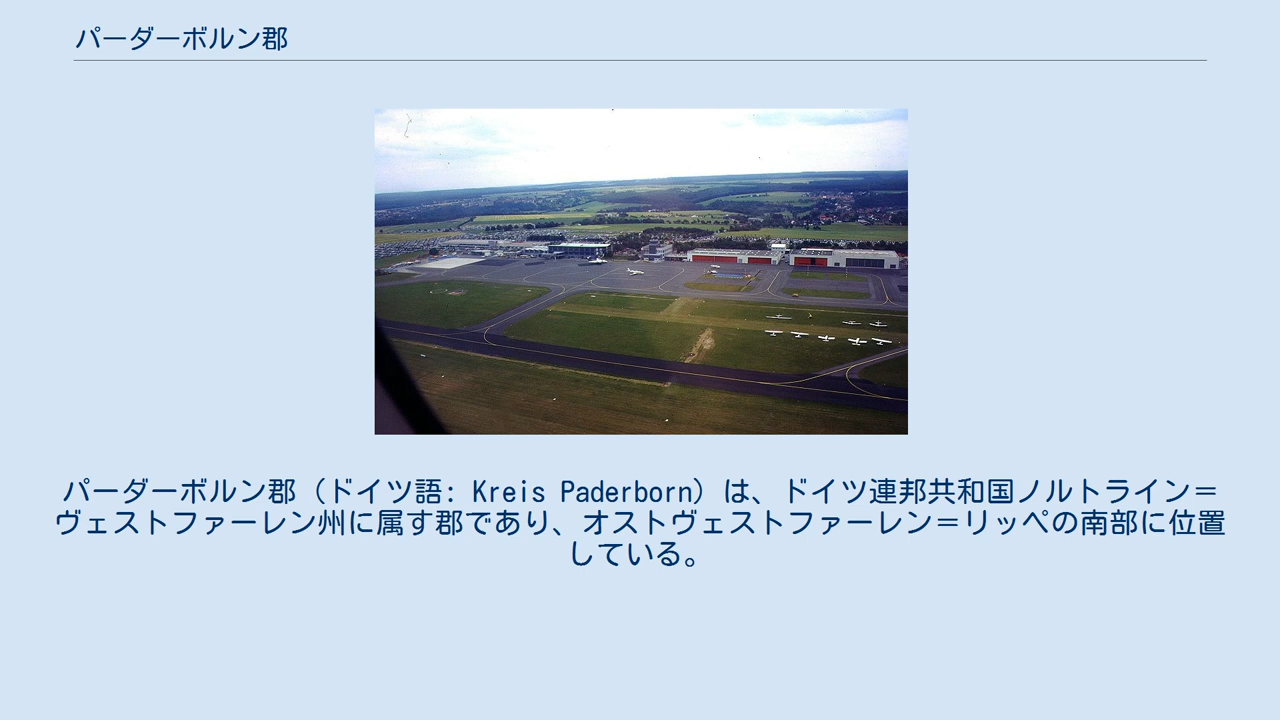 パーダーボルン郡
パーダーボルン郡（ドイツ語: Kreis Paderborn）は、ドイツ連邦共和国ノルトライン＝
ヴェストファーレン州に属す郡であり、オストヴェストファーレン＝リッペの南部に位置
している。